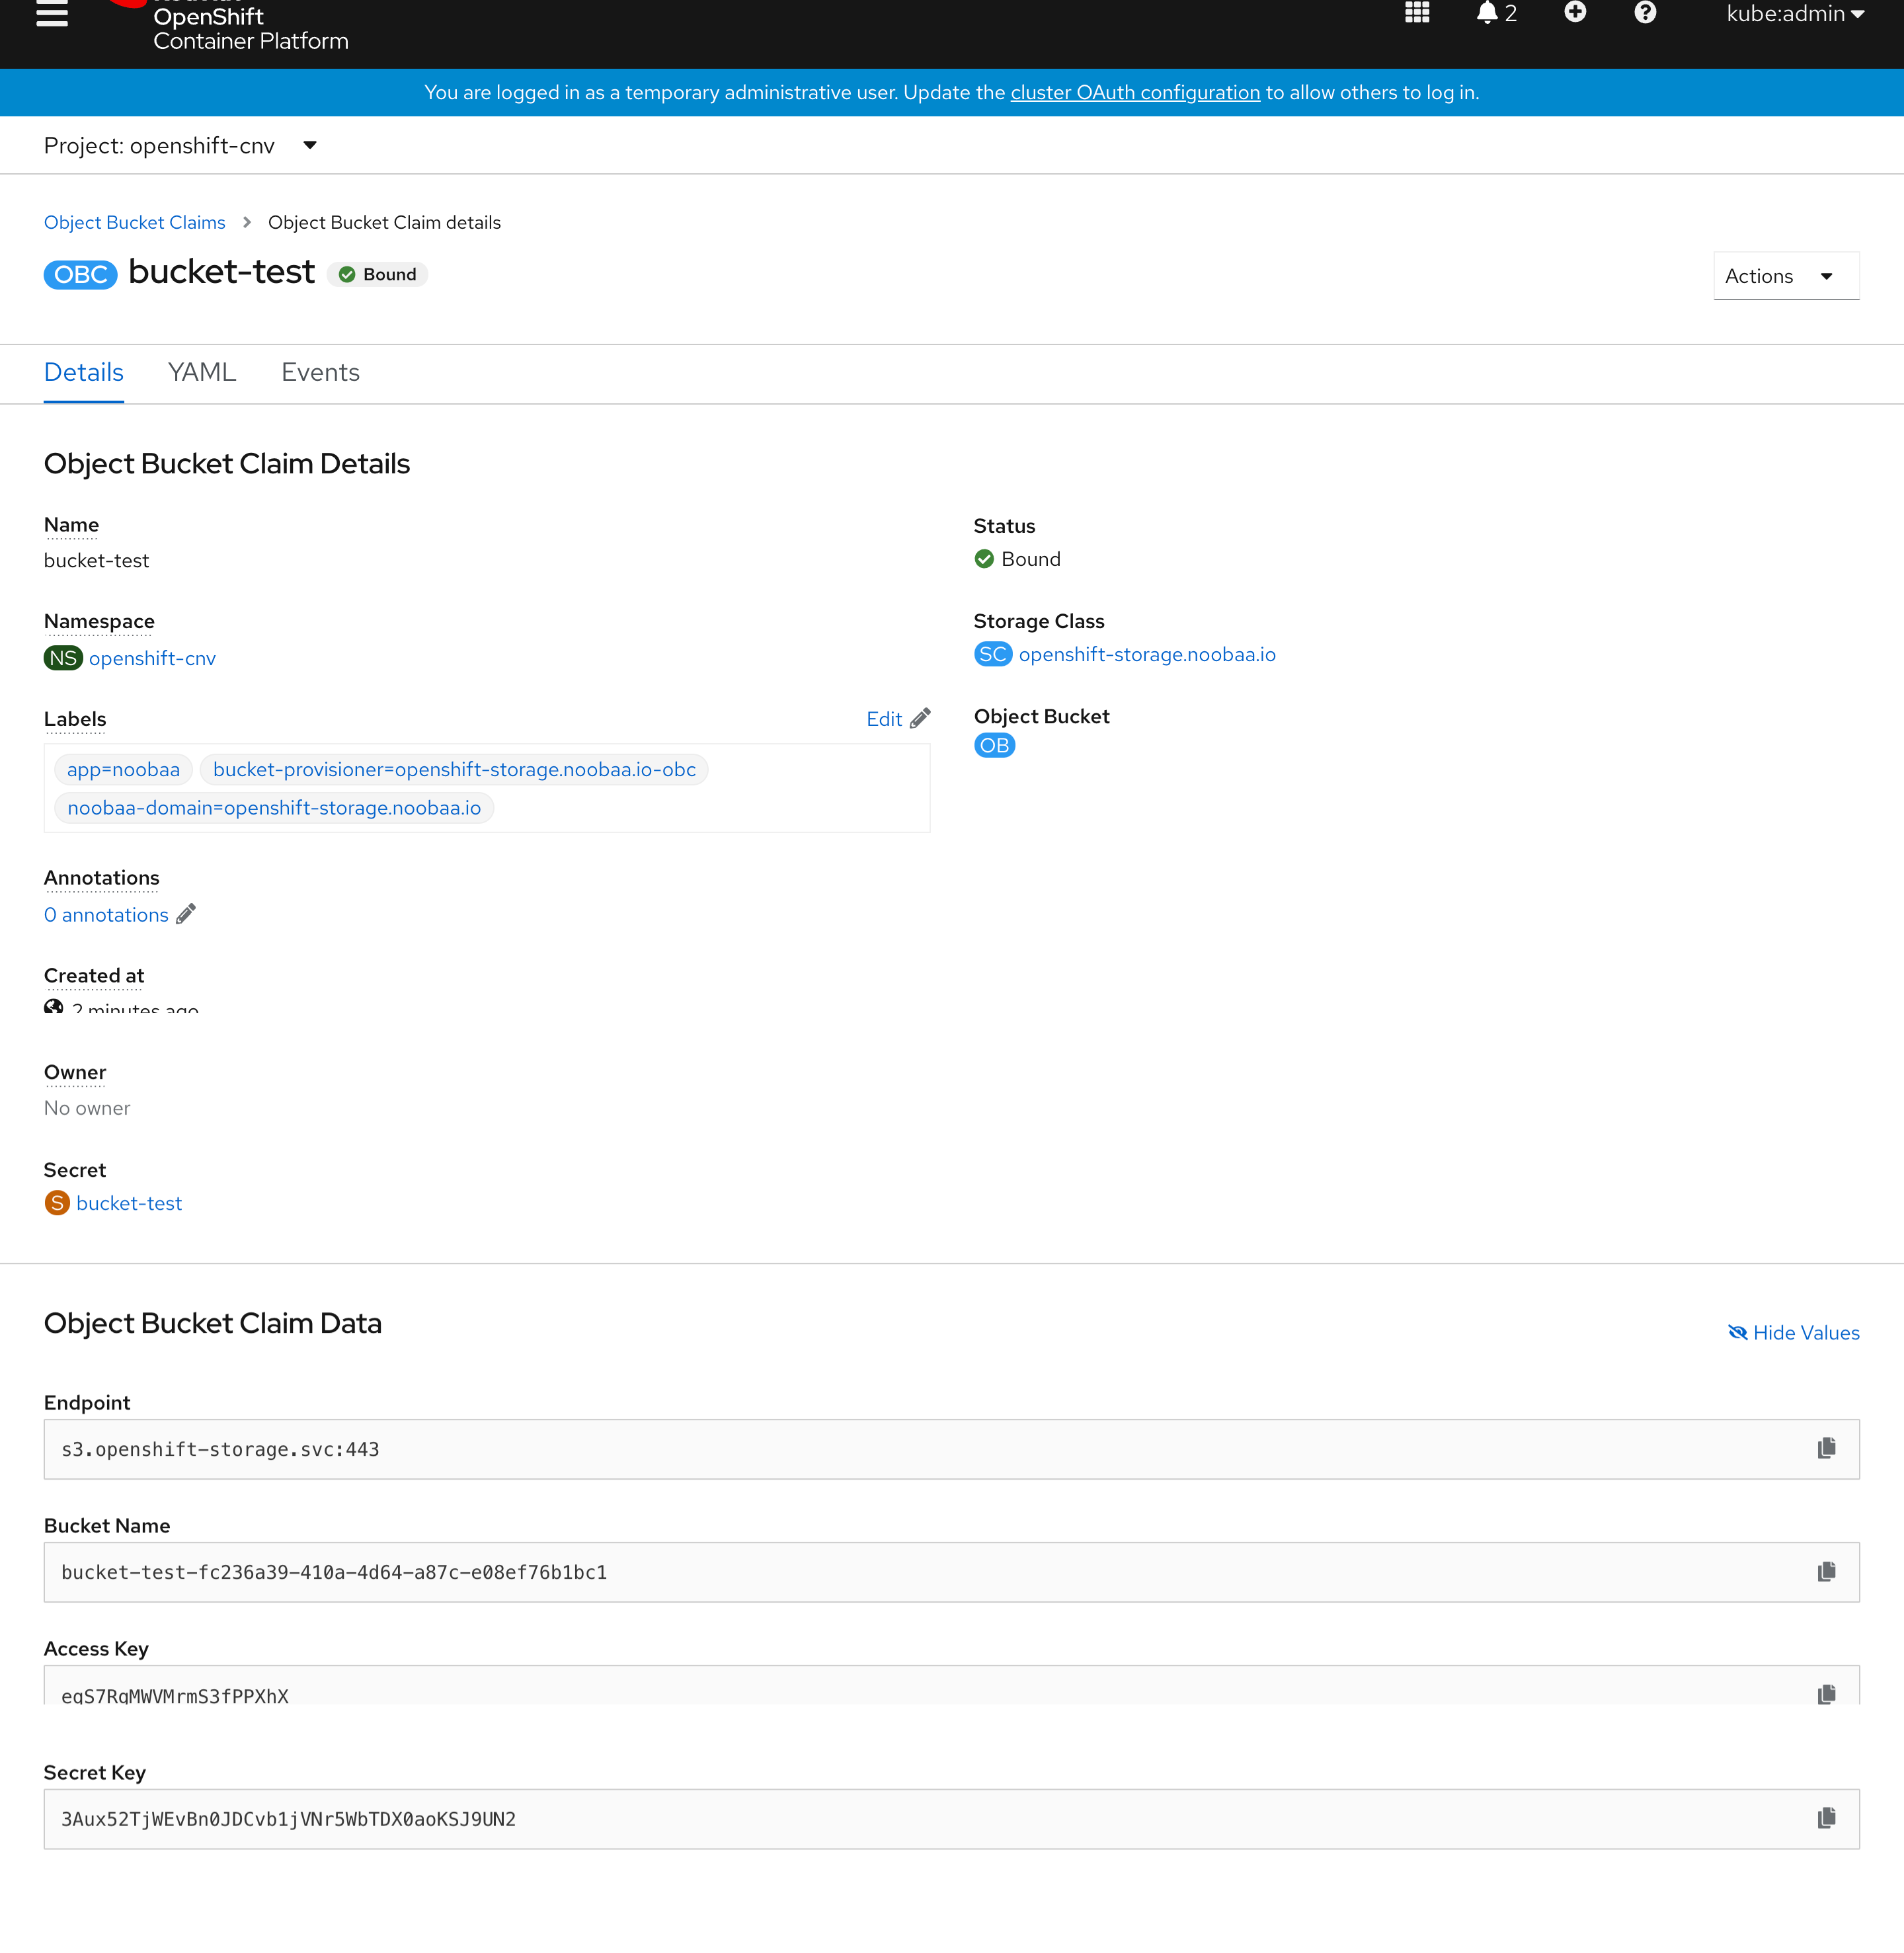 OpenShift
Container Platform
2
kube:admin
You are logged in as a temporary administrative user. Update the cluster OAuth configuration to allow others to log in.
Project: openshift-cnv
Object Bucket Claims > Object Bucket Claim details
OBC bucket-test Bound
Actions
Details YAML Events
Object Bucket Claim Details
Name
bucket-test
Namespace
NS openshift-cnv
Labels
Edit
app=noobaa bucket-provisioner=openshift-storage.noobaa.io-obc
noobaa-domain=openshift-storage.noobaa.io
Annotations
0 annotations
Created at
2 minutes ago
Owner
No owner
Secret
S bucket-test
Status
Bound
Storage Class
SC openshift-storage.noobaa.io
Object Bucket
OB
Object Bucket Claim Data
Hide Values
Endpoint
s3.openshift-storage.svc:443
Bucket Name
bucket-test-fc236a39-410a-4d64-a87c-e08ef76b1bc1
Access Key
Secret Key
3Aux52TjWEvBn0JDCvb1jVNr5WbTDX0aoKSJ9UN2